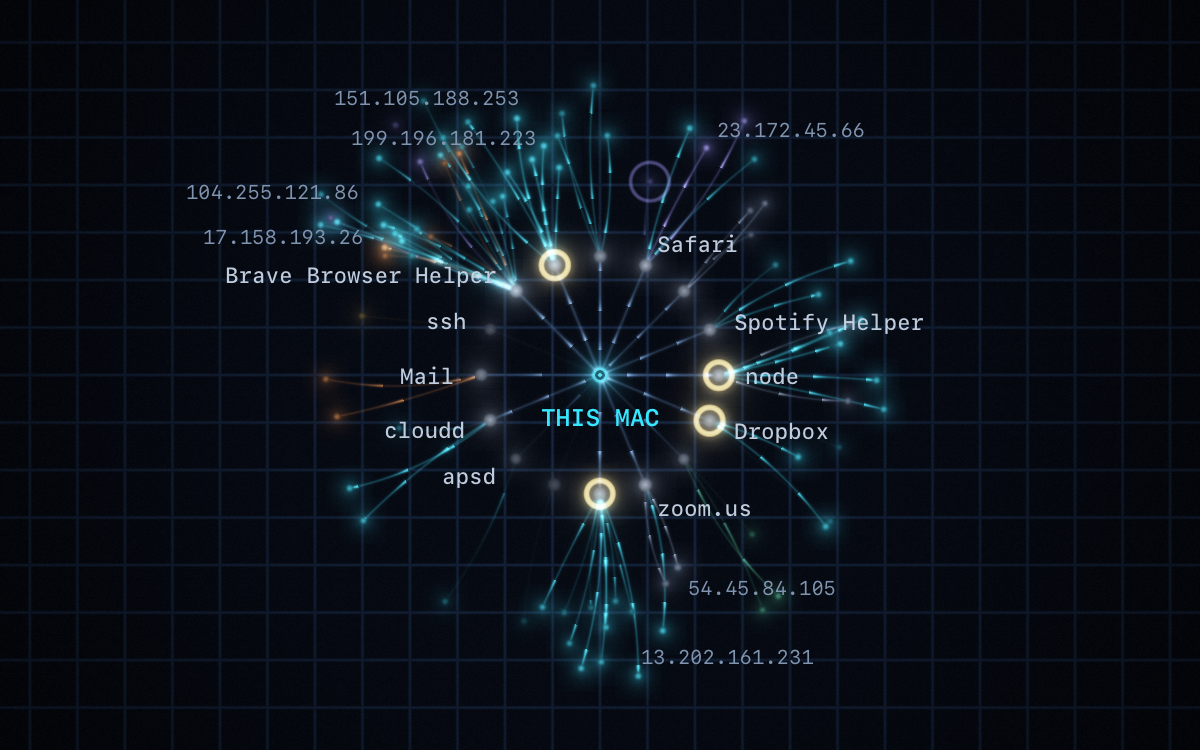 151.105.188.253
23.172.45.66
199.196.181.223
104.255.121.86
17.158.193.26
Safari
Brave Browser Helper
ssh
Spotify Helper
Mail
node
THIS MAC
cloudd
Dropbox
apsd
zoom.us
54.45.84.105
13.202.161.231